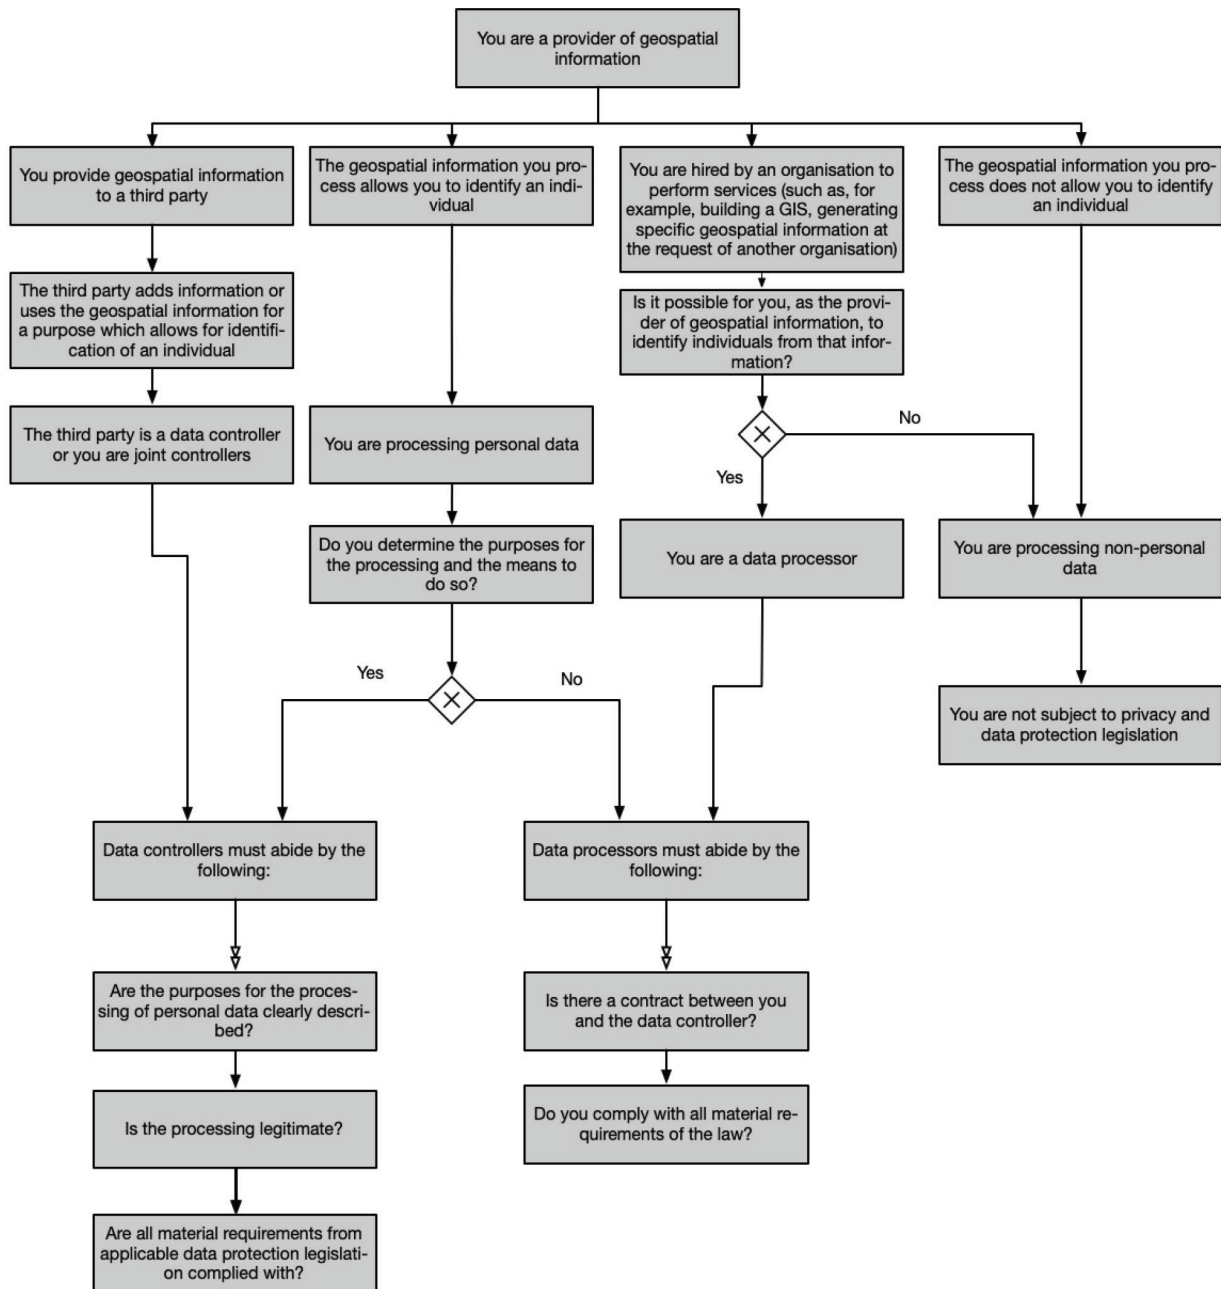 You are a provider of geospatial
information
You provide geospatial information
to a third party
The geospatial information you pro-
cess allows you to identify an indi-
vidual
You are hired by an organisation to
perform services (such as, for
example, building a GIS, generating
specific geospatial information at
the request of another organisation)
The geospatial information you pro-
cess does not allow you to identify
an individual
The third party adds information or
uses the geospatial information for
a purpose which allows for identifi-
cation of an individual
Is it possible for you, as the provi-
der of geospatial information, to
identify individuals from that infor-
mation?
The third party is a data controller
or you are joint controllers
You are processing personal data
No
Yes
Do you determine the purposes for
the processing and the means to
do so?
You are a data processor
You are processing non-personal
data
Yes
No
You are not subject to privacy and
data protection legislation
Data controllers must abide by the
following:
Data processors must abide by the
following:
Are the purposes for the proces-
sing of personal data clearly descri-
bed?
Is there a contract between you
and the data controller?
Is the processing legitimate?
Do you comply with all material re-
quirements of the law?
Are all material requirements from
applicable data protection legislati-
on complied with?